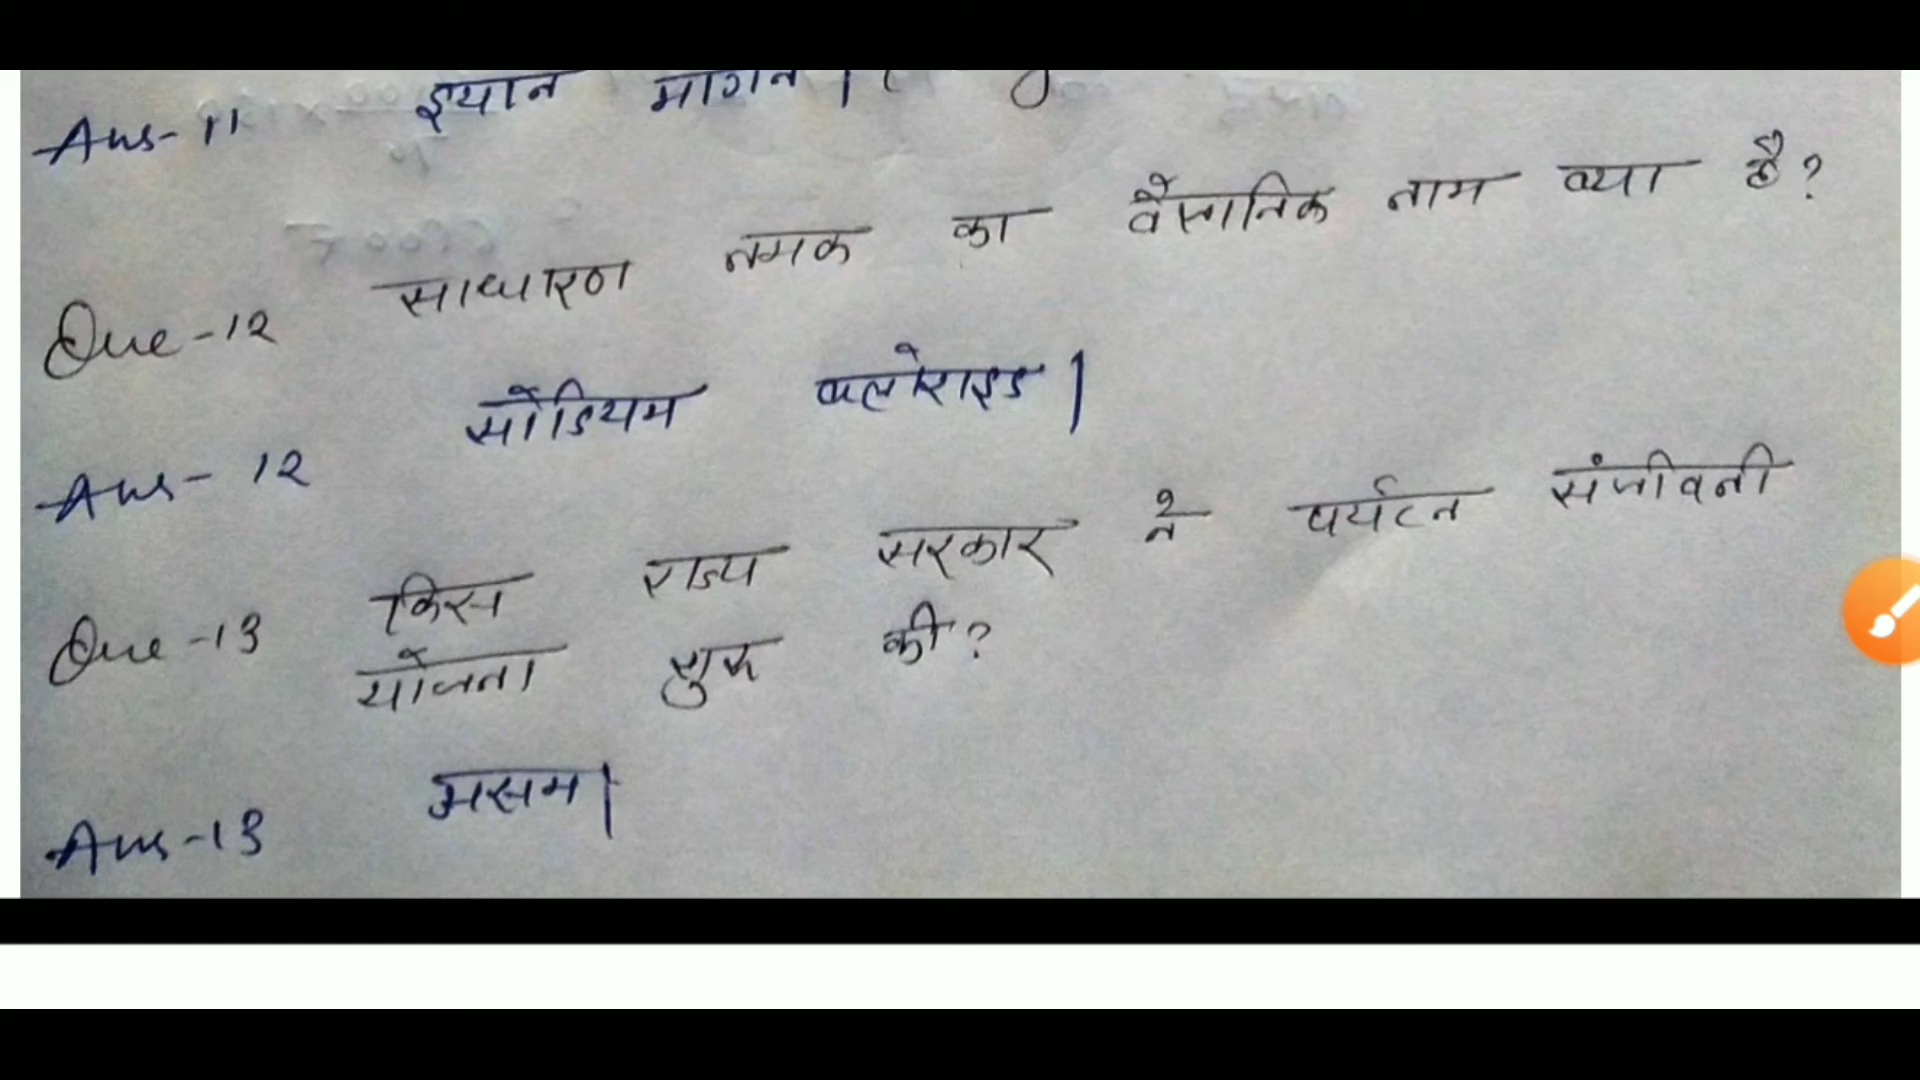 Ans-11 इयान मार्गन।
Que-12 साधारण नमक का वैज्ञानिक नाम क्या है?
Ans-12 सोडियम क्लोराइड।
Que-13 किस राज्य सरकार ने पर्यटन संजीवनी
योजना शुरू की?
Ans-13 असम।